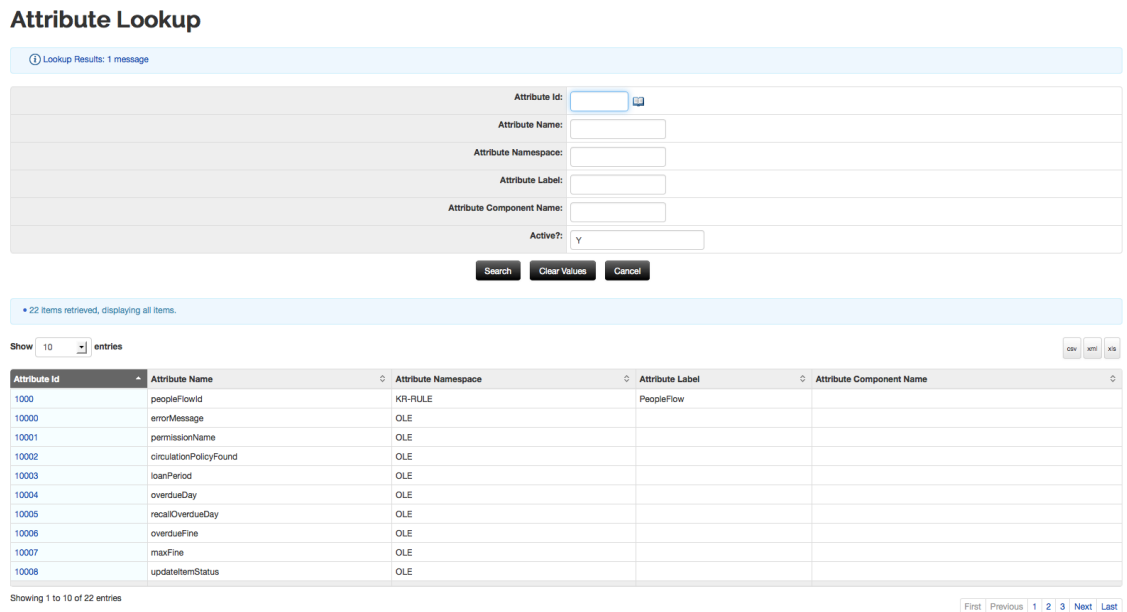 Attribute Lookup
Lookup Results: 1 message
Attribute Id:
Attribute Name:
Attribute Namespace:
Attribute Label:
Attribute Component Name:
Active?: Y
Search Clear Values Cancel
• 22 items retrieved, displaying all items.
Show 10 entries csv xml xls
Attribute Id Attribute Name Attribute Namespace Attribute Label Attribute Component Name
1000 peopleFlowId KR-RULE PeopleFlow
10000 errorMessage OLE
10001 permissionName OLE
10002 circulationPolicyFound OLE
10003 loanPeriod OLE
10004 overdueDay OLE
10005 recallOverdueDay OLE
10006 overdueFine OLE
10007 maxFine OLE
10008 updateItemStatus OLE
Showing 1 to 10 of 22 entries
First Previous 1 2 3 Next Last